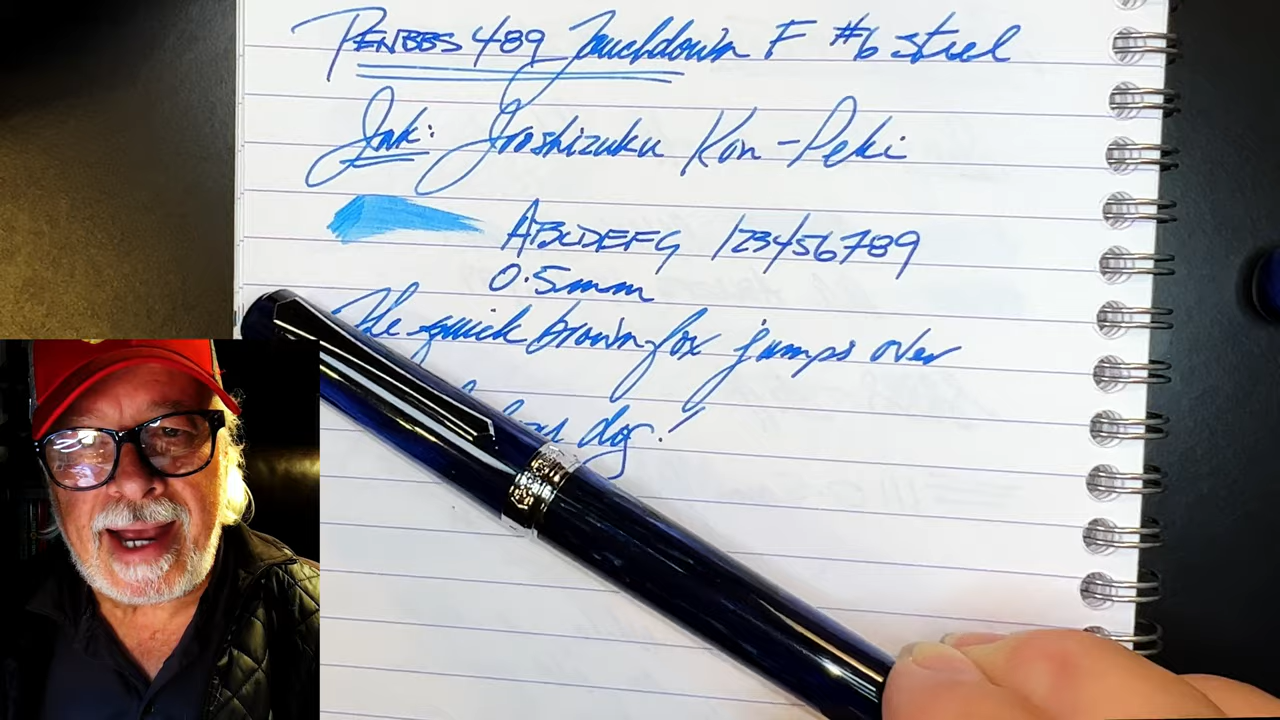 PENBBS 489 Touchdown F #6 steel
Ink: Iroshizuku Kon-Peki
ABCDEFG 123456789
0.5mm
The quick brown fox jumps over
lazy dog!